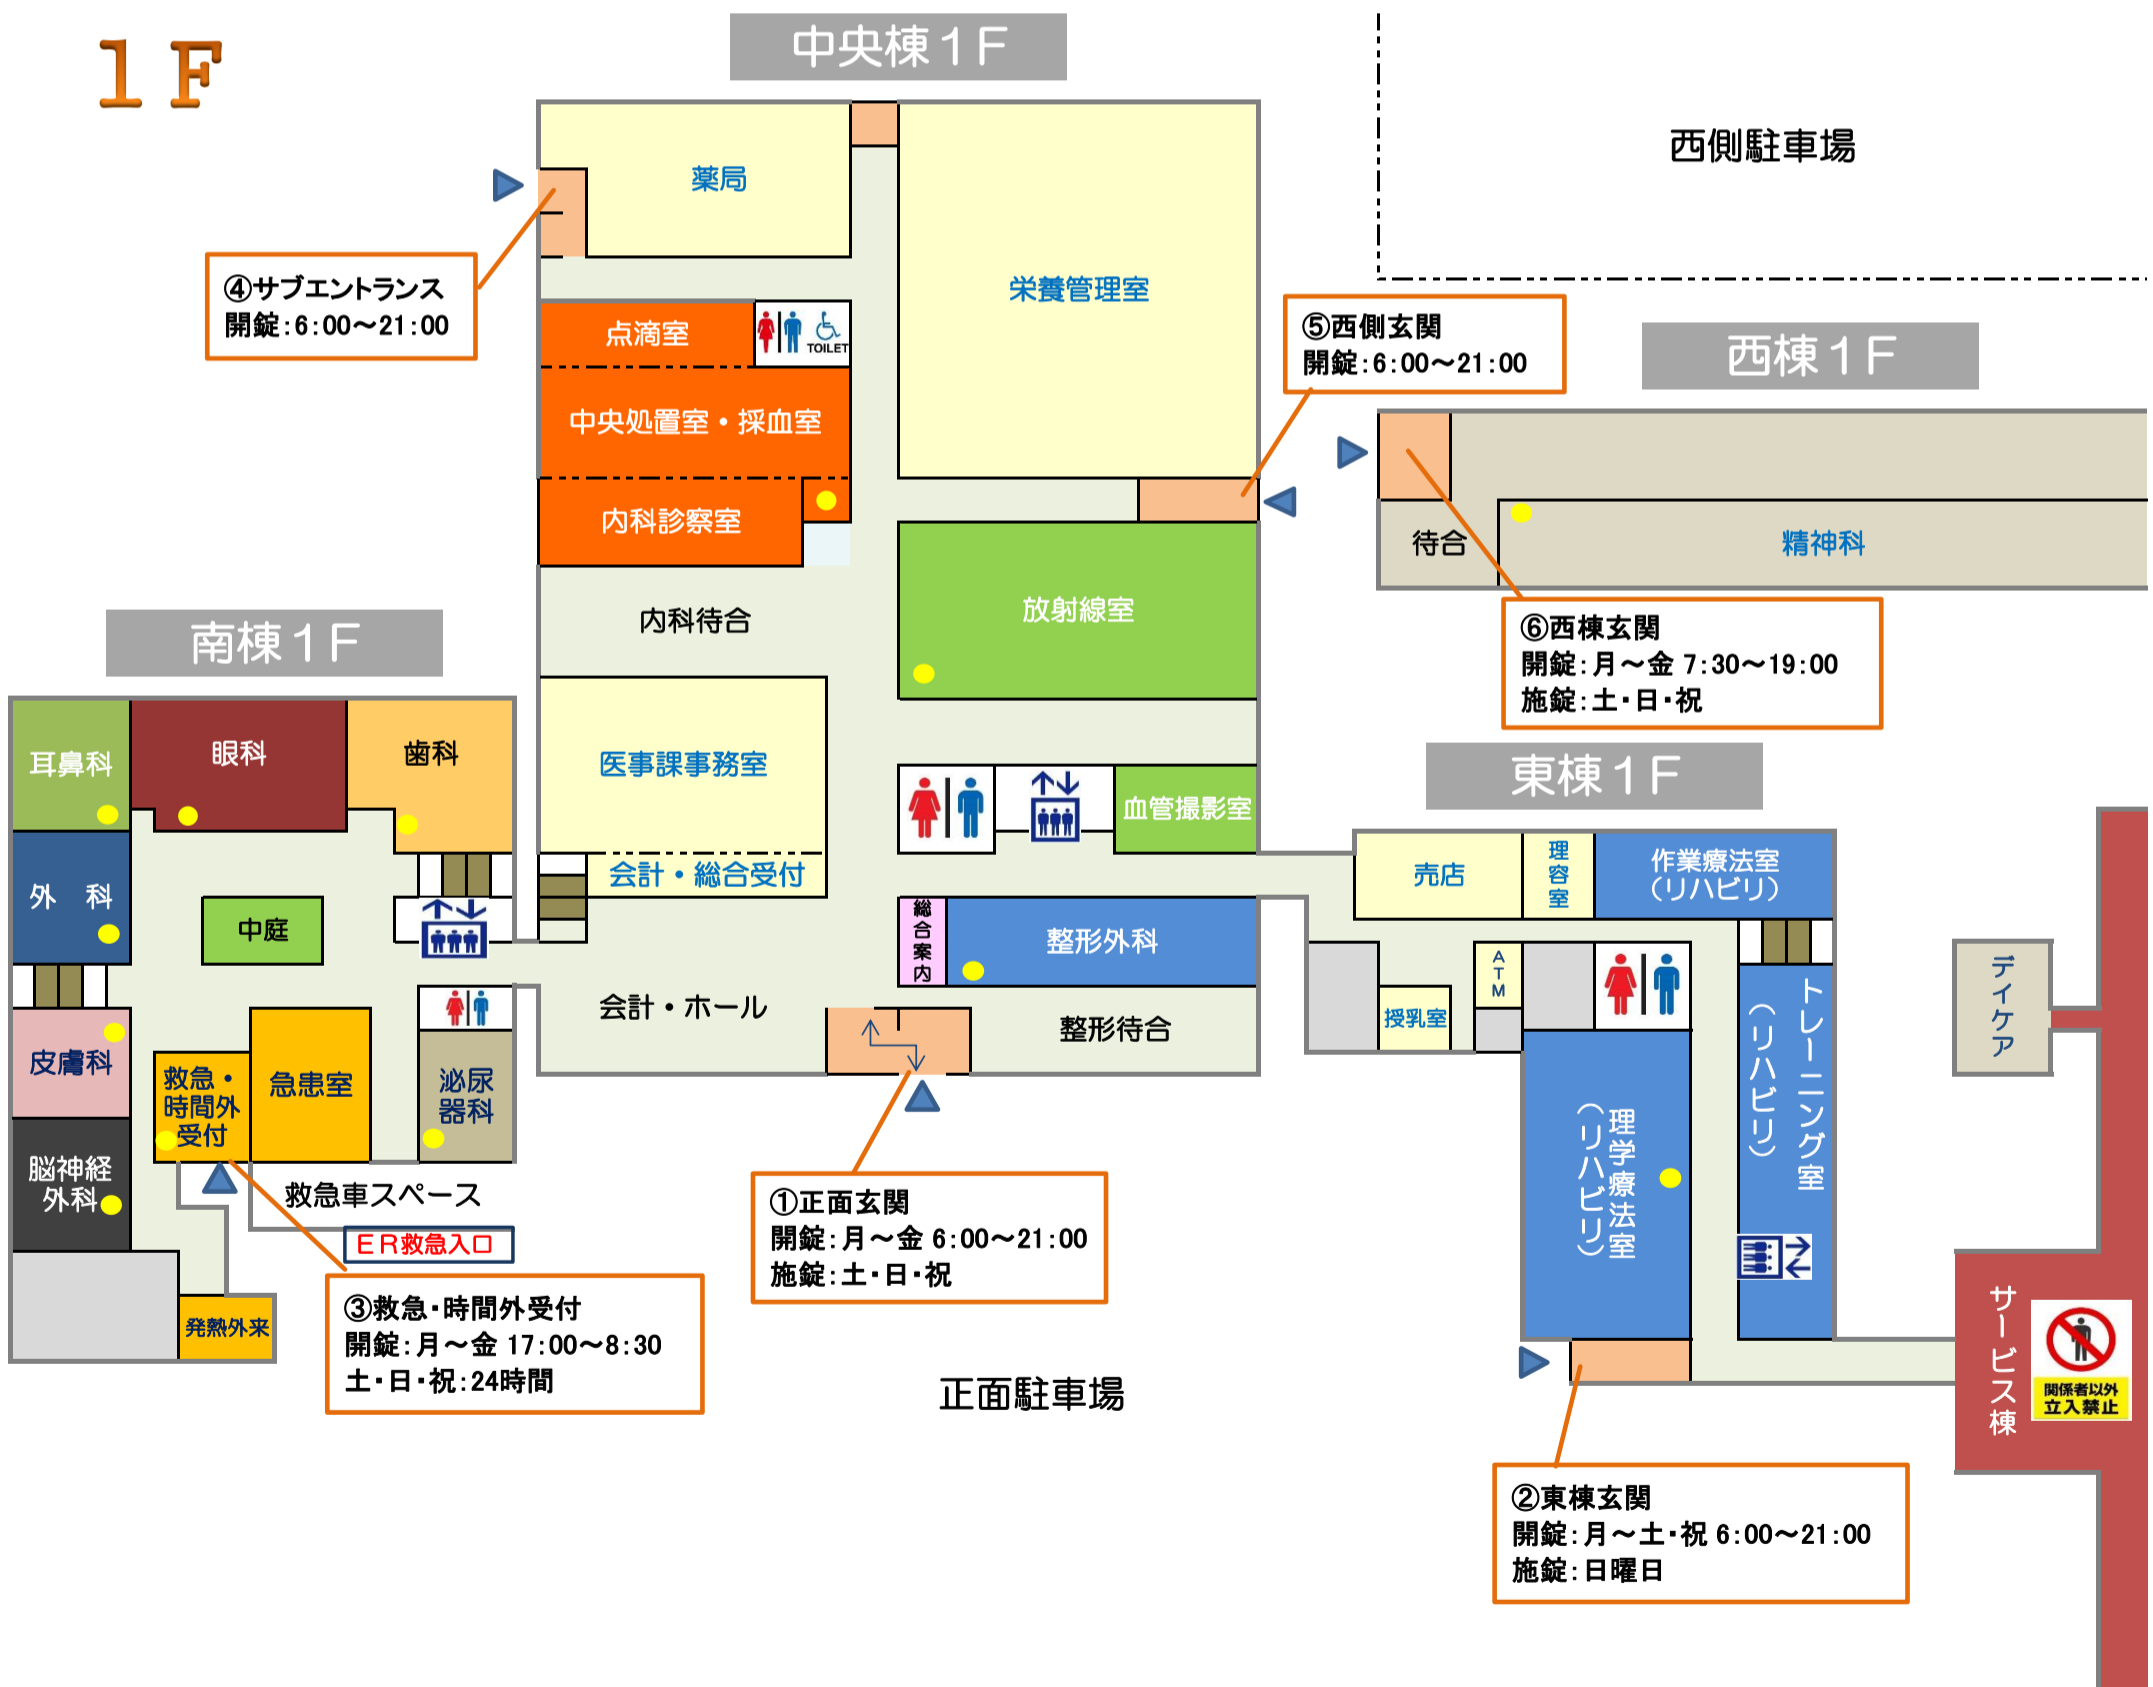 1F
中央棟1F
西側駐車場
薬局
栄養管理室
④サブエントランス
開錠:6:00～21:00
点滴室
TOILET
中央処置室・採血室
内科診察室
⑤西側玄関
開錠:6:00～21:00
西棟1F
待合
精神科
放射線室
内科待合
⑥西棟玄関
開錠:月～金 7:30～19:00
施錠:土・日・祝
南棟1F
耳鼻科
眼科
歯科
医事課事務室
会計・総合受付
血管撮影室
東棟1F
売店
理容室
作業療法室
(リハビリ)
外 科
中庭
総合案内
整形外科
会計・ホール
整形待合
ATM
授乳室
トレーニング室
(リハビリ)
デイケア
皮膚科
救急・
時間外
受付
急患室
泌尿
器科
脳神経
外科
救急車スペース
ER救急入口
発熱外来
理学療法室
(リハビリ)
①正面玄関
開錠:月～金 6:00～21:00
施錠:土・日・祝
③救急・時間外受付
開錠:月～金 17:00～8:30
土・日・祝:24時間
正面駐車場
サービス棟
関係者以外
立入禁止
②東棟玄関
開錠:月～土・祝 6:00～21:00
施錠:日曜日